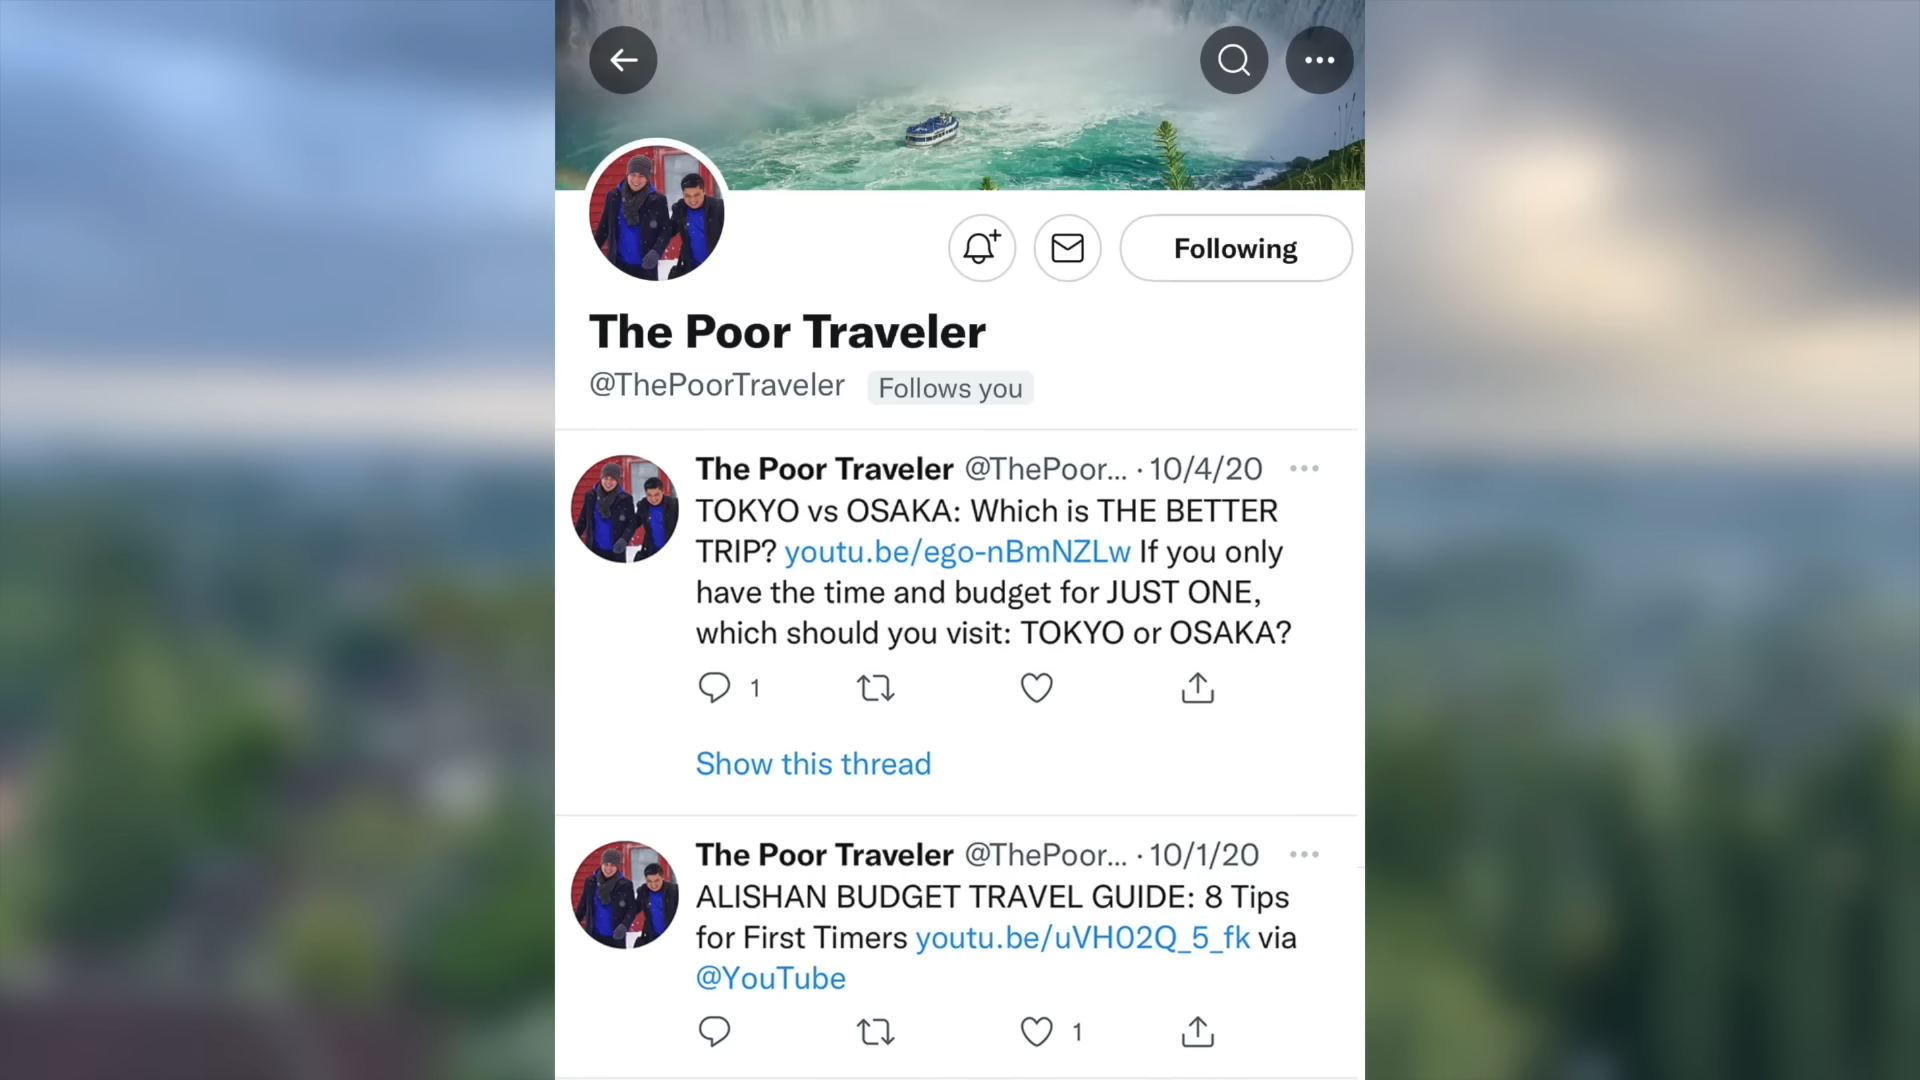 Following
The Poor Traveler
@ThePoorTraveler Follows you
The Poor Traveler @ThePoor... · 10/4/20
TOKYO vs OSAKA: Which is THE BETTER
TRIP? youtu.be/ego-nBmNZLw If you only
have the time and budget for JUST ONE,
which should you visit: TOKYO or OSAKA?
1
Show this thread
The Poor Traveler @ThePoor... · 10/1/20
ALISHAN BUDGET TRAVEL GUIDE: 8 Tips
for First Timers youtu.be/uVH02Q_5_fk via
@YouTube
1